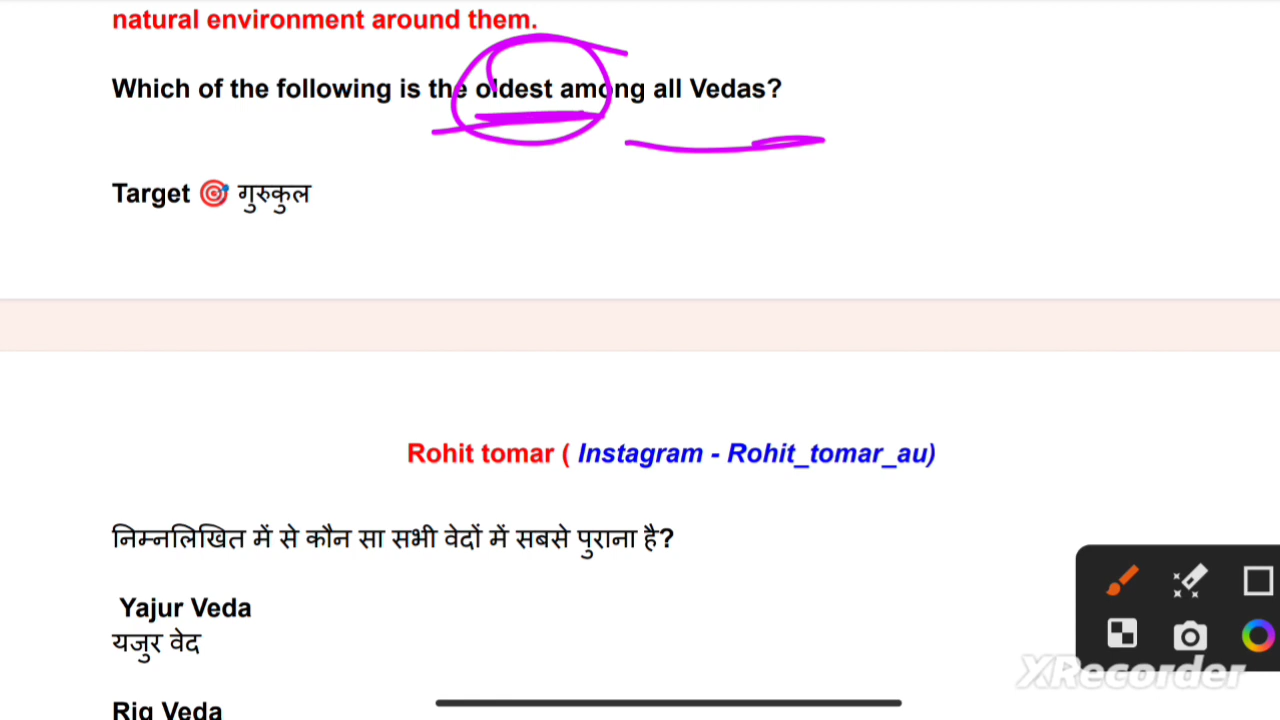 natural environment around them.
Which of the following is the oldest among all Vedas?
Target 🎯 गुरुकुल
Rohit tomar ( Instagram - Rohit_tomar_au)
निम्नलिखित में से कौन सा सभी वेदों में सबसे पुराना है?
Yajur Veda
यजुर वेद
Rig Veda
XRecorder